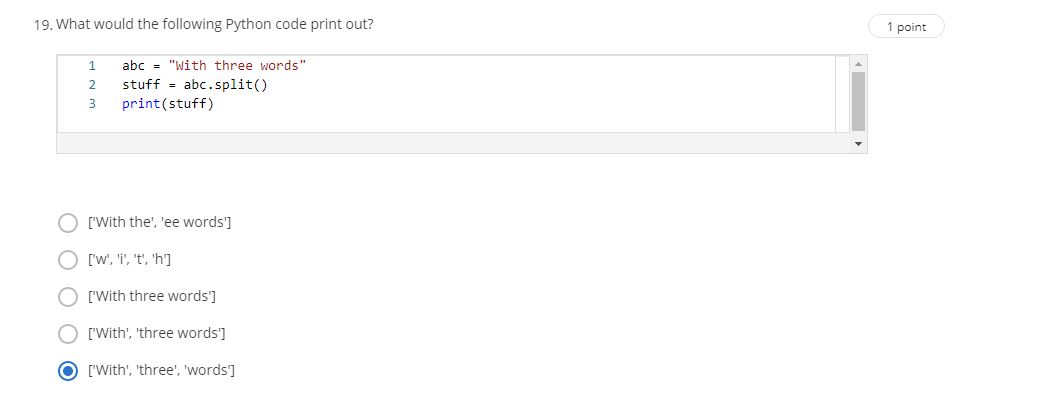 19. What would the following Python code print out?
1 point
1 abc = "With three words"
2 stuff = abc.split()
3 print(stuff)
['With the', 'ee words']
['w', 'i', 't', 'h']
['With three words']
['With', 'three words']
['With', 'three', 'words']